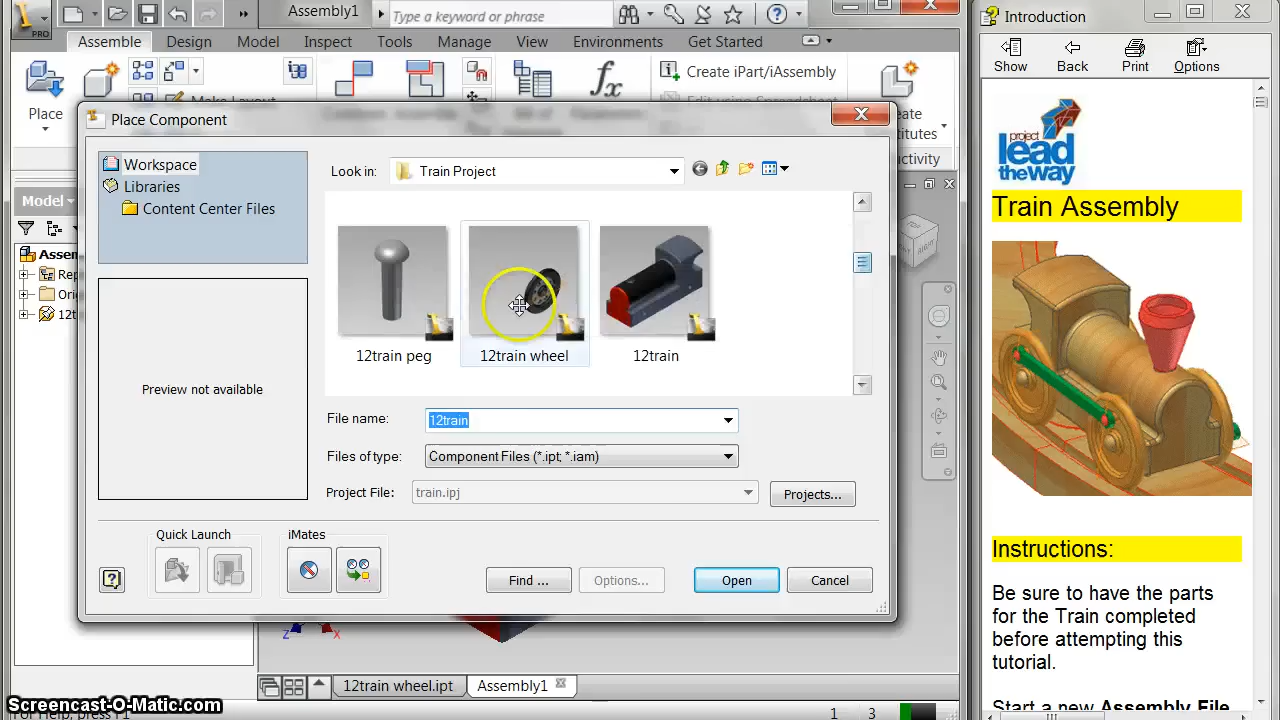 PRO
Assembly1
Type a keyword or phrase
Assemble Design Model Inspect Tools Manage View Environments Get Started
Place
Create iPart/iAssembly
Model
Place Component
Workspace
Libraries
Content Center Files
Look in: Train Project
12train peg
12train wheel
12train
Preview not available
File name: 12train
Files of type: Component Files (*.ipt; *.iam)
Project File: train.ipj
Projects...
Quick Launch
iMates
Find ...
Options...
Open
Cancel
Z X
12train wheel.ipt
Assembly1
1 3
Screencast-O-Matic.com
Introduction
Show
Back
Print
Options
project
lead
the way
Train Assembly
Instructions:
Be sure to have the parts
for the Train completed
before attempting this
tutorial.
Start a new Assembly File